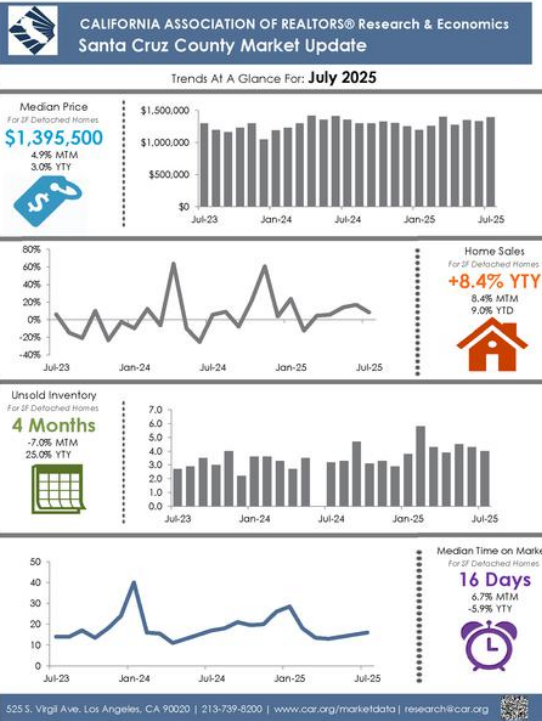 CALIFORNIA ASSOCIATION OF REALTORS® Research & Economics
Santa Cruz County Market Update
Trends At A Glance For: July 2025
Median Price
For SF Detached Homes
$1,395,500
4.9% MTM
3.0% YTY
$
$1,500,000
$1,000,000
$500,000
$0
Jul-23 Jan-24 Jul-24 Jan-25 Jul-25
80%
60%
40%
20%
0%
-20%
-40%
Jul-23 Jan-24 Jul-24 Jan-25 Jul-25
Home Sales
For SF Detached Homes
+8.4% YTY
8.4% MTM
9.0% YTD
Unsold Inventory
For SF Detached Homes
4 Months
-7.0% MTM
25.0% YTY
7.0
6.0
5.0
4.0
3.0
2.0
1.0
0.0
Jul-23 Jan-24 Jul-24 Jan-25 Jul-25
50
40
30
20
10
0
Jul-23 Jan-24 Jul-24 Jan-25 Jul-25
Median Time on Marke
For SF Detached Homes
16 Days
6.7% MTM
-5.9% YTY
525 S. Virgil Ave. Los Angeles, CA 90020 | 213-739-8200 | www.car.org/marketdata | research@car.org